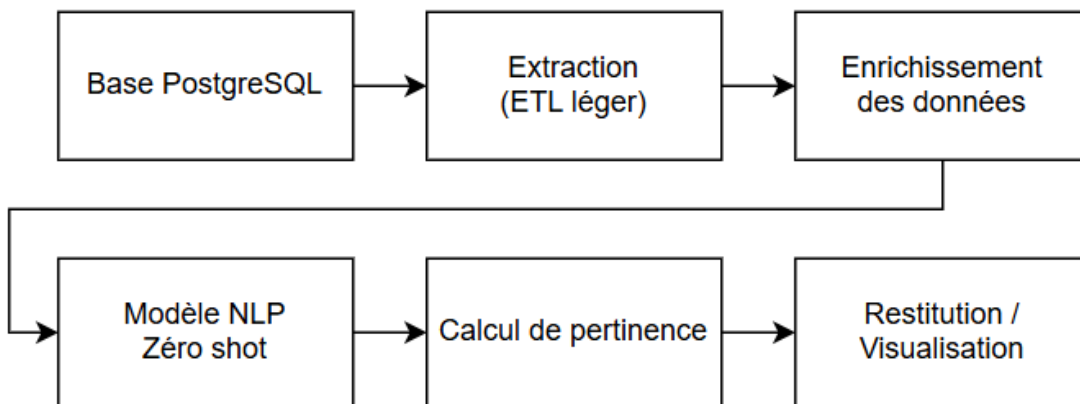 Base PostgreSQL
Extraction
(ETL léger)
Enrichissement
des données
Modèle NLP
Zéro shot
Calcul de pertinence
Restitution /
Visualisation